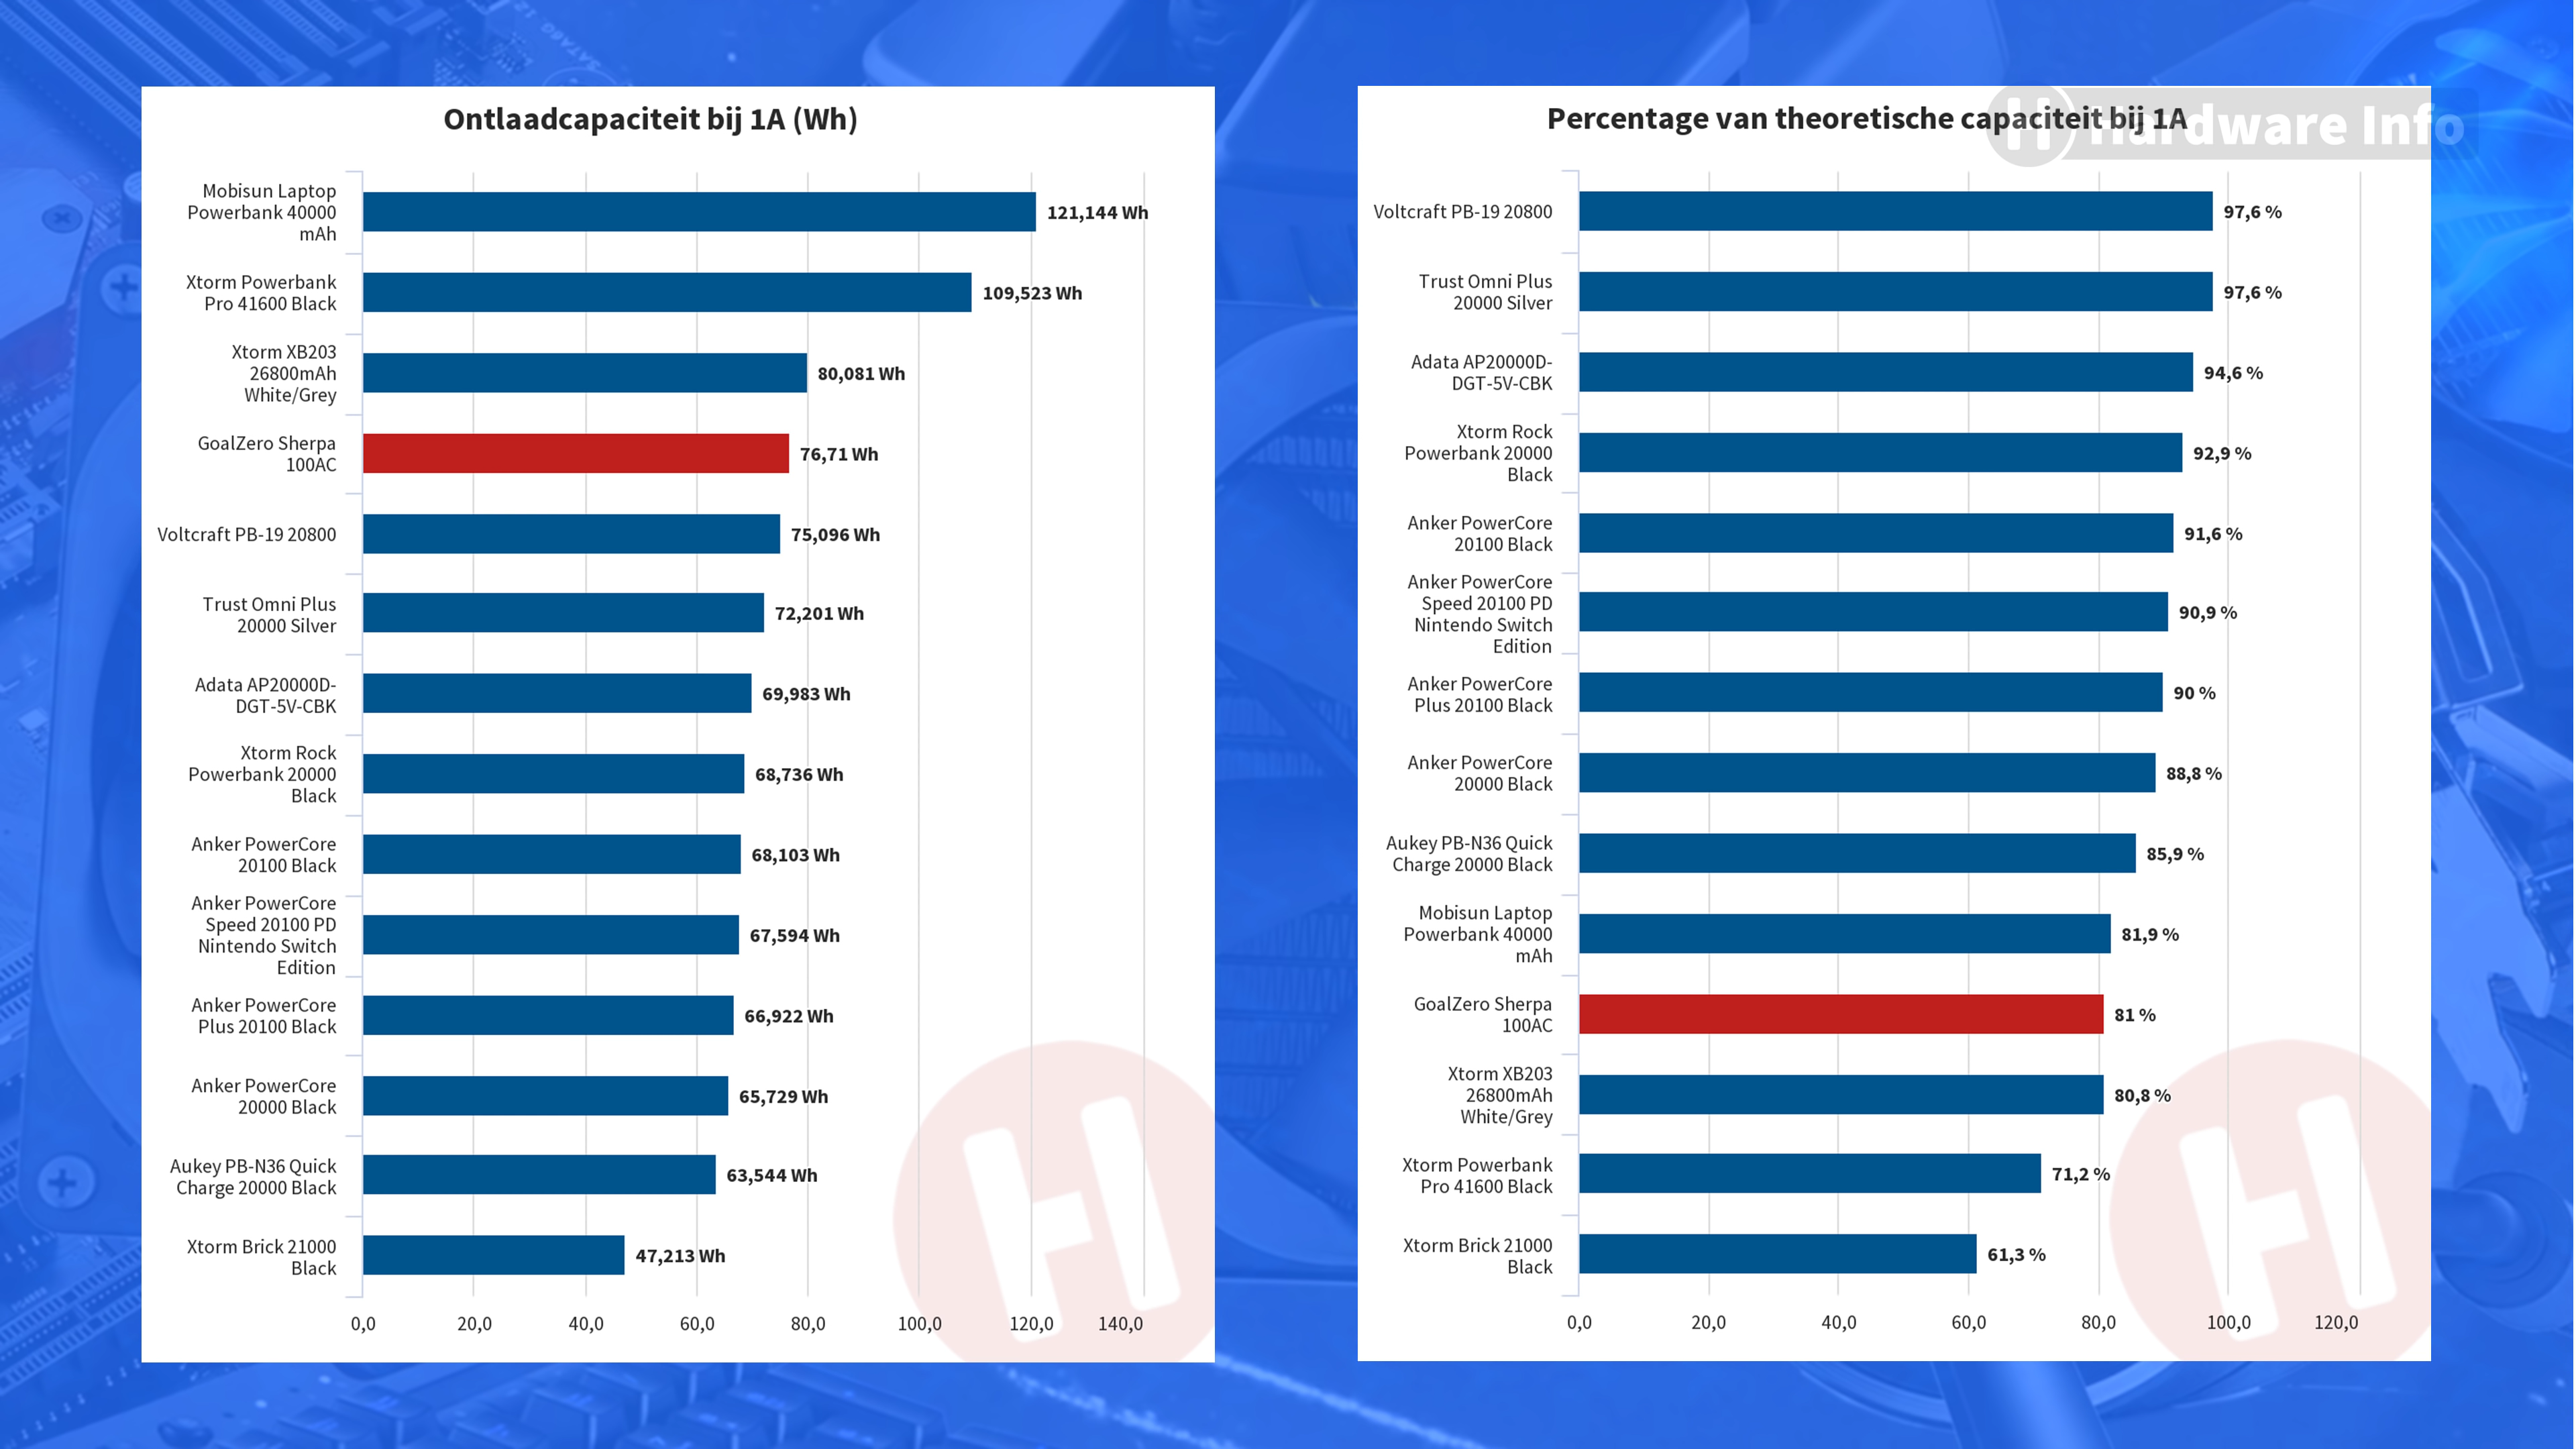 Ontlaadcapaciteit bij 1A (Wh)
Mobisun Laptop
Powerbank 40000
mAh
121,144 Wh
Xtorm Powerbank
Pro 41600 Black
109,523 Wh
Xtorm XB203
26800mAh
White/Grey
80,081 Wh
GoalZero Sherpa
100AC
76,71 Wh
Voltcraft PB-19 20800
75,096 Wh
Trust Omni Plus
20000 Silver
72,201 Wh
Adata AP20000D-
DGT-5V-CBK
69,983 Wh
Xtorm Rock
Powerbank 20000
Black
68,736 Wh
Anker PowerCore
20100 Black
68,103 Wh
Anker PowerCore
Speed 20100 PD
Nintendo Switch
Edition
67,594 Wh
Anker PowerCore
Plus 20100 Black
66,922 Wh
Anker PowerCore
20000 Black
65,729 Wh
Aukey PB-N36 Quick
Charge 20000 Black
63,544 Wh
Xtorm Brick 21000
Black
47,213 Wh
0,0 20,0 40,0 60,0 80,0 100,0 120,0 140,0
Percentage van theoretische capaciteit bij 1A
Hardware Info
Voltcraft PB-19 20800
97,6 %
Trust Omni Plus
20000 Silver
97,6 %
Adata AP20000D-
DGT-5V-CBK
94,6 %
Xtorm Rock
Powerbank 20000
Black
92,9 %
Anker PowerCore
20100 Black
91,6 %
Anker PowerCore
Speed 20100 PD
Nintendo Switch
Edition
90,9 %
Anker PowerCore
Plus 20100 Black
90 %
Anker PowerCore
20000 Black
88,8 %
Aukey PB-N36 Quick
Charge 20000 Black
85,9 %
Mobisun Laptop
Powerbank 40000
mAh
81,9 %
GoalZero Sherpa
100AC
81 %
Xtorm XB203
26800mAh
White/Grey
80,8 %
Xtorm Powerbank
Pro 41600 Black
71,2 %
Xtorm Brick 21000
Black
61,3 %
0,0 20,0 40,0 60,0 80,0 100,0 120,0